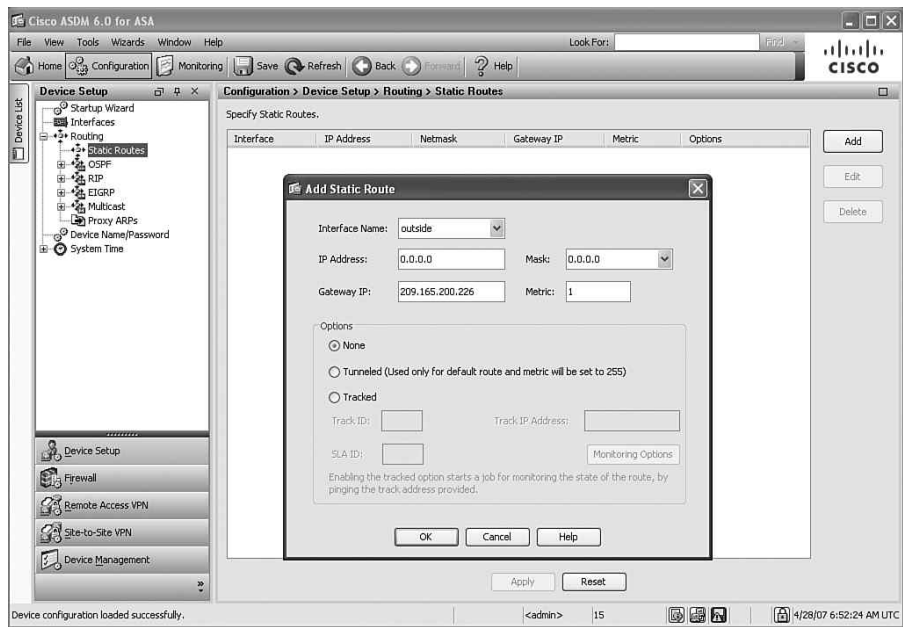 Cisco ASDM 6.0 for ASA
File View Tools Wizards Window Help
Look For:
Find
Home Configuration Monitoring Save Refresh Back Forward Help
CISCO
Device List
Device Setup
Startup Wizard
Interfaces
Routing
Static Routes
OSPF
RIP
EIGRP
Multicast
Proxy ARPs
Device Name/Password
System Time
Device Setup
Firewall
Remote Access VPN
Site-to-Site VPN
Device Management
Configuration > Device Setup > Routing > Static Routes
Specify Static Routes.
Interface IP Address Netmask Gateway IP Metric Options
Add
Edit
Delete
Add Static Route
Interface Name: outside
IP Address: 0.0.0.0 Mask: 0.0.0.0
Gateway IP: 209.165.200.226 Metric: 1
Options
None
Tunneled (Used only for default route and metric will be set to 255)
Tracked
Track ID: Track IP Address:
SLA ID: Monitoring Options
Enabling the tracked option starts a job for monitoring the state of the route, by
pinging the track address provided.
OK Cancel Help
Apply Reset
Device configuration loaded successfully. <admin> 15 4/28/07 6:52:24 AM UTC